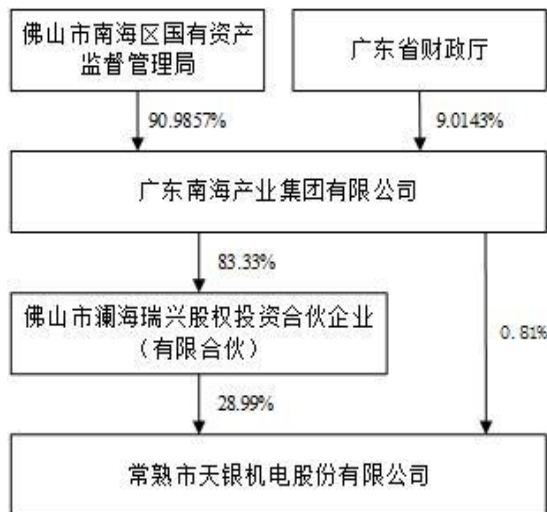 佛山市南海区国有资产
监督管理局
广东省财政厅
90.9857%
9.0143%
广东南海产业集团有限公司
83.33%
佛山市澜海瑞兴股权投资合伙企业
（有限合伙）
0.81%
28.99%
常熟市天银机电股份有限公司